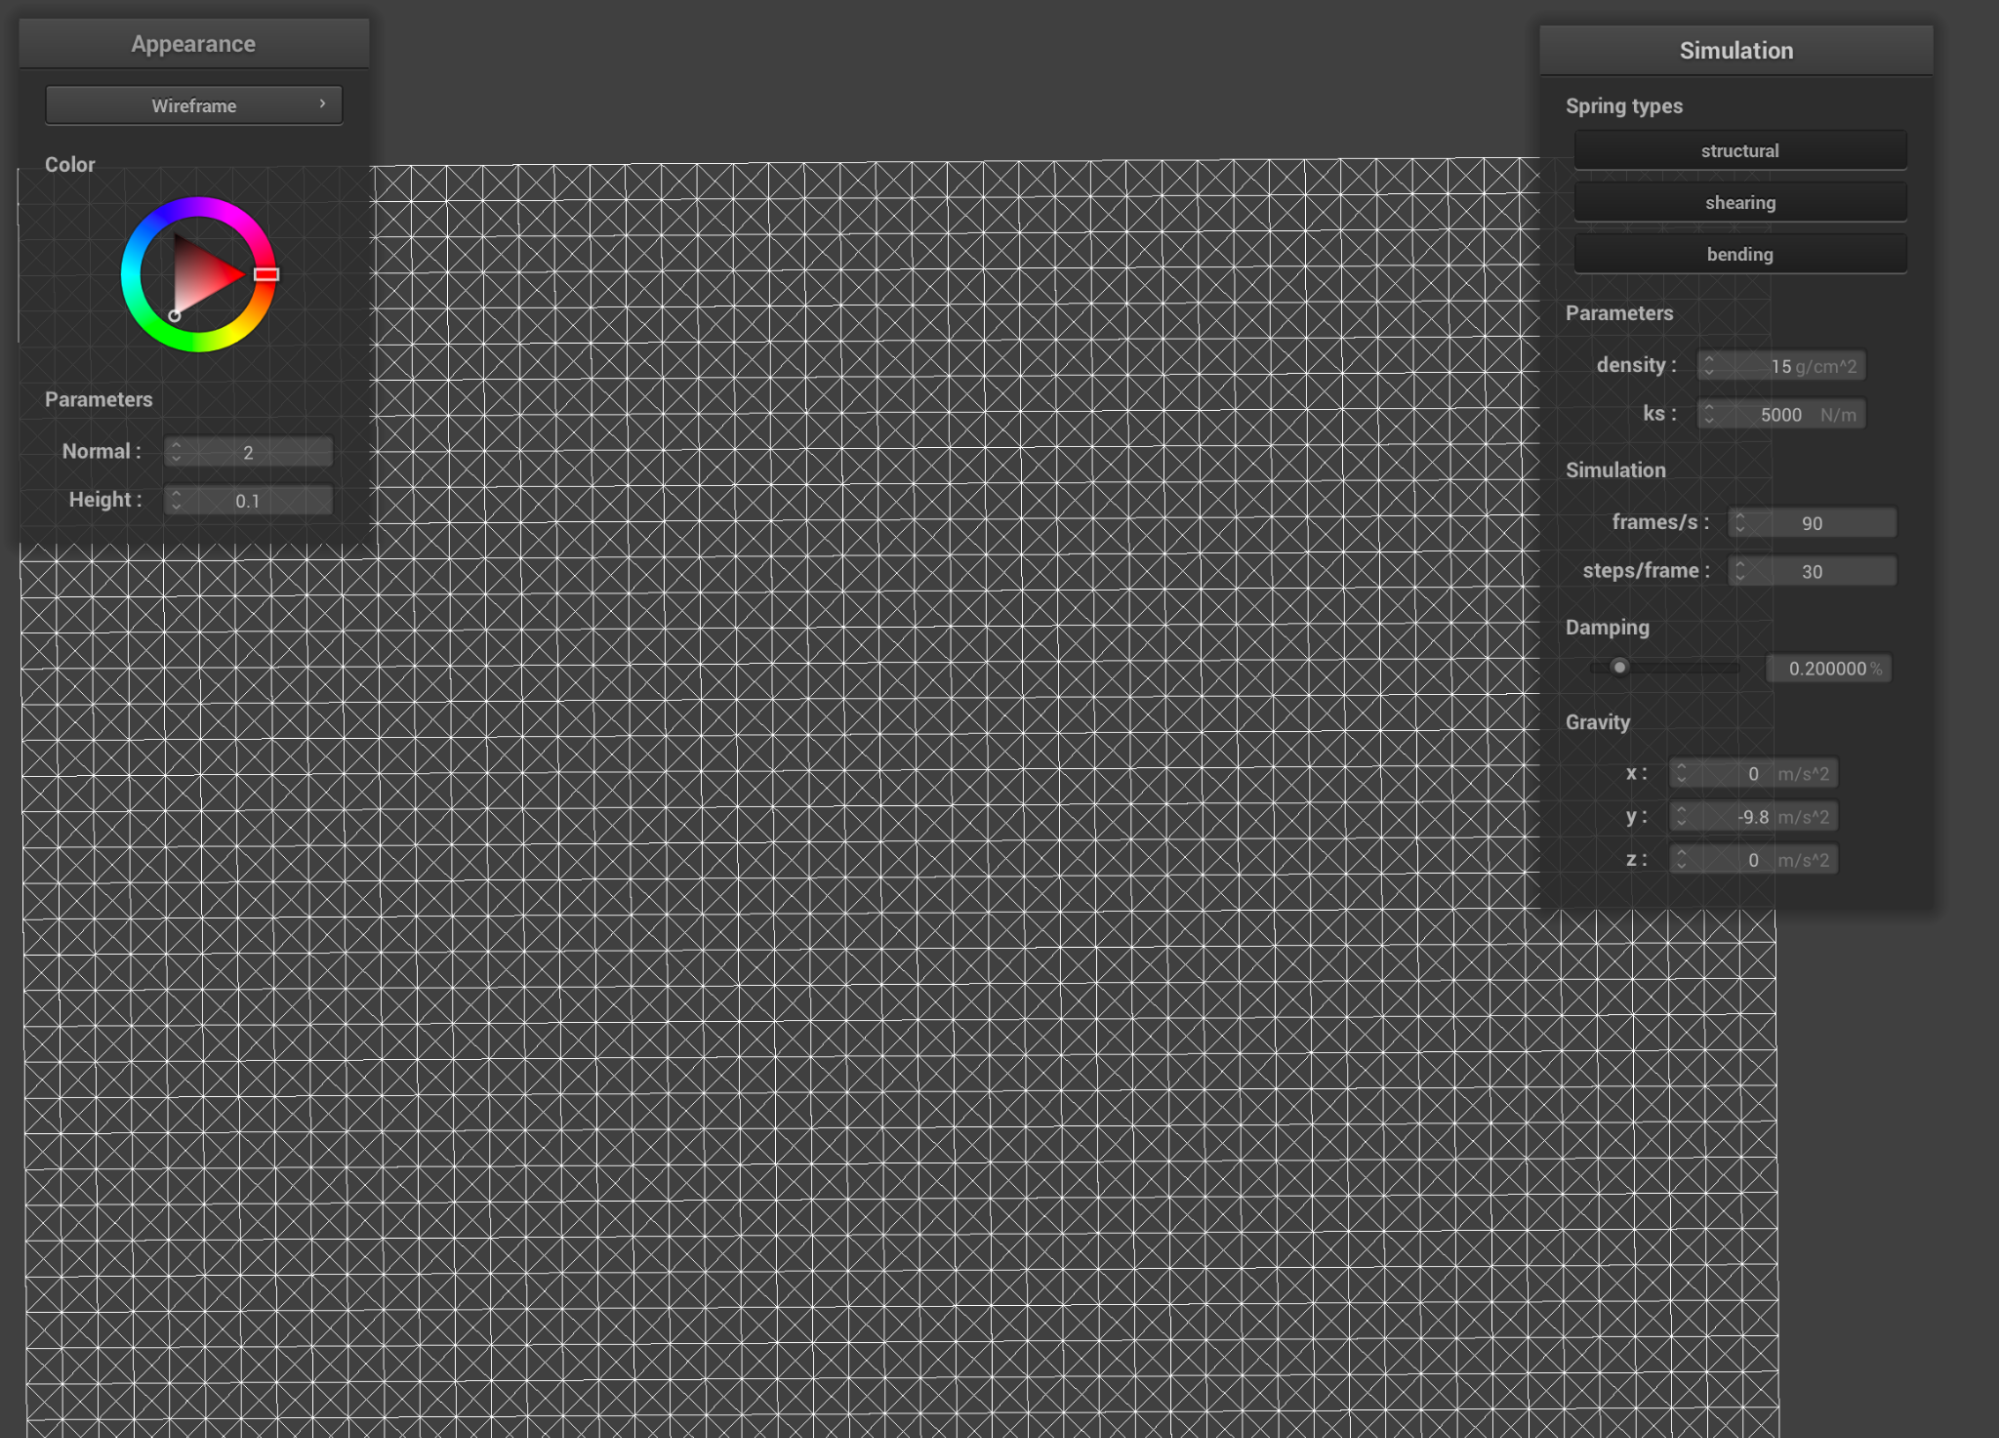 Appearance
Wireframe
Color
Parameters
Normal : 2
Height : 0.1
Simulation
Spring types
structural
shearing
bending
Parameters
density : 15 g/cm^2
ks : 5000 N/m
Simulation
frames/s : 90
steps/frame : 30
Damping
0.200000 %
Gravity
x : 0 m/s^2
y : -9.8 m/s^2
z : 0 m/s^2